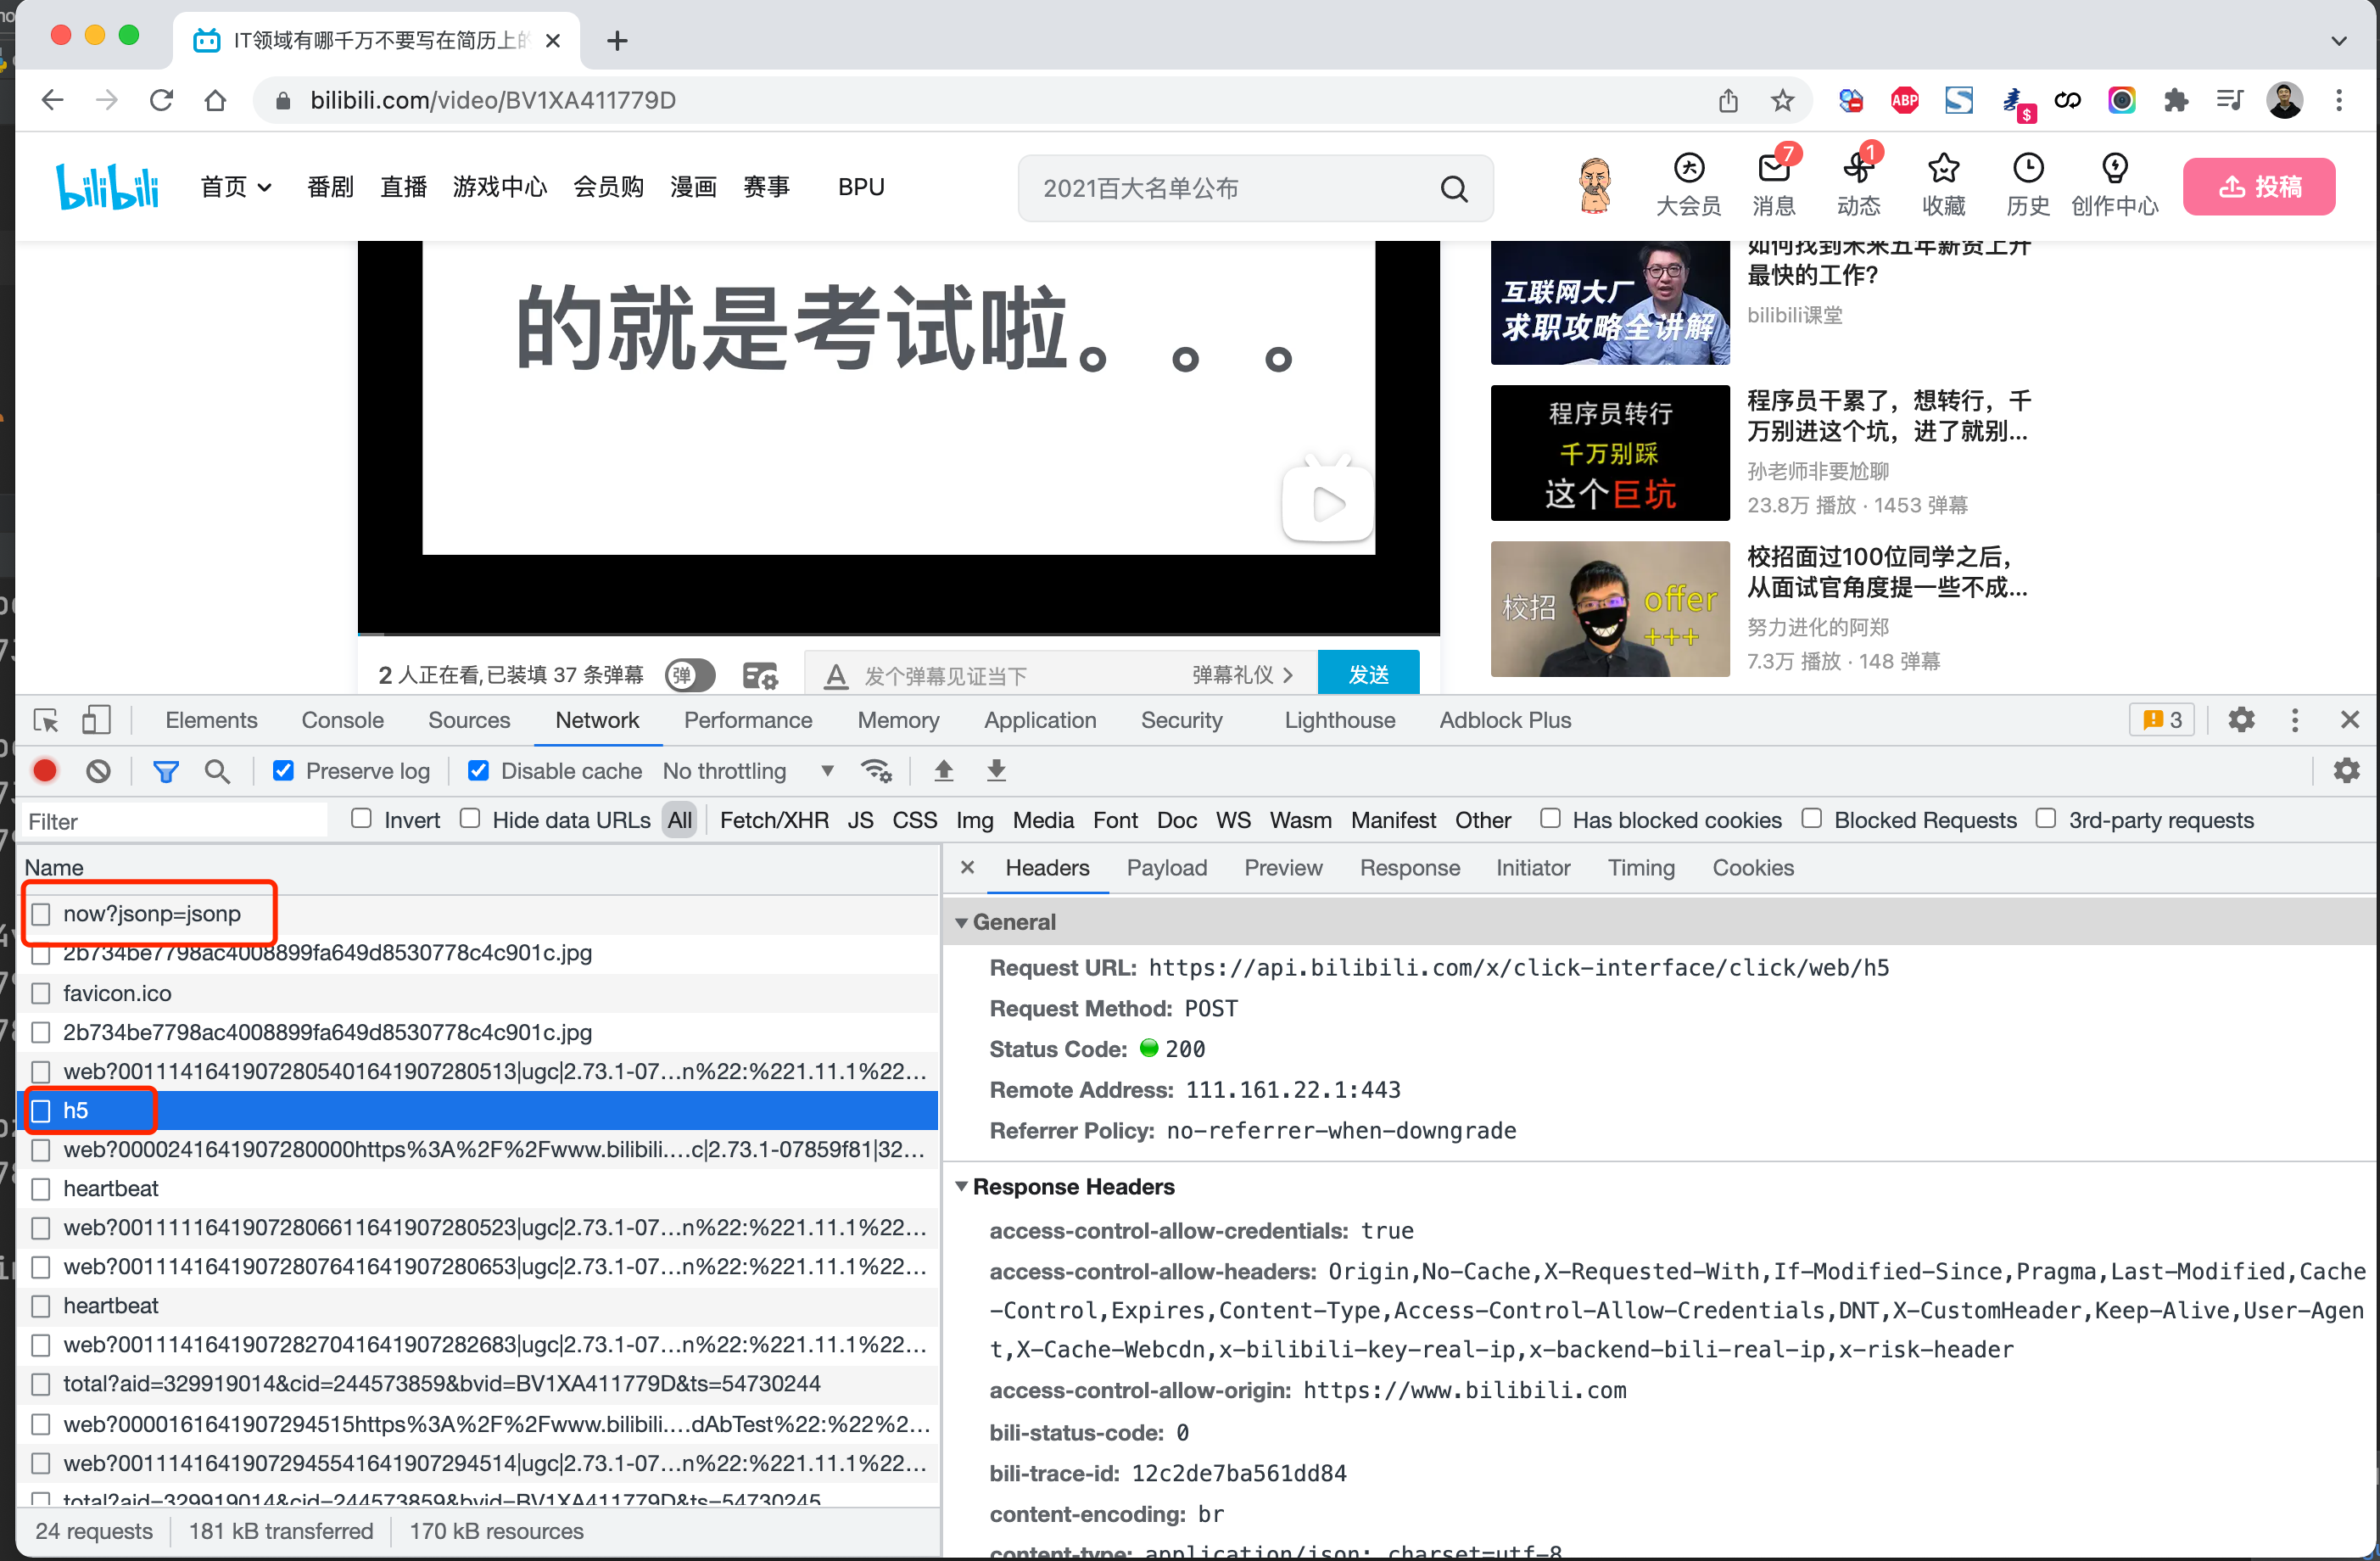 IT领域有哪千万不要写在简历上的
bilibili.com/video/BV1XA411779D
ABP
$
bilibili
首页 番剧 直播 游戏中心 会员购 漫画 赛事 BPU
2021百大名单公布
7
1
大会员 消息 动态 收藏 历史 创作中心
投稿
的就是考试啦。。。
如何找到未来五年薪资上升
最快的工作?
bilibili课堂
互联网大厂
求职攻略全讲解
程序员干累了，想转行，千
万别进这个坑，进了就别...
孙老师非要尬聊
23.8万 播放 · 1453 弹幕
程序员转行
千万别踩
这个巨坑
校招面过100位同学之后，
从面试官角度提一些不成...
努力进化的阿郑
7.3万 播放 · 148 弹幕
校招
offer
+++
2 人正在看,已装填 37 条弹幕
弹
发个弹幕见证当下
弹幕礼仪
发送
Elements Console Sources Network Performance Memory Application Security Lighthouse Adblock Plus
3
Preserve log Disable cache No throttling
Filter Invert Hide data URLs All Fetch/XHR JS CSS Img Media Font Doc WS Wasm Manifest Other Has blocked cookies Blocked Requests 3rd-party requests
Name
now?jsonp=jsonp
2b734be7798ac4008899fa649d8530778c4c901c.jpg
favicon.ico
2b734be7798ac4008899fa649d8530778c4c901c.jpg
web?0011141641907280540​1641907280513|ugc|2.73.1-07...n%22:%221.11.1%22...
h5
web?0000241641907280000https%3A%2F%2Fwww.bilibili....c|2.73.1-07859f81|32...
heartbeat
web?0011111641907280661​1641907280523|ugc|2.73.1-07...n%22:%221.11.1%22...
web?0011141641907280764​1641907280653|ugc|2.73.1-07...n%22:%221.11.1%22...
heartbeat
web?0011141641907282704​1641907282683|ugc|2.73.1-07...n%22:%221.11.1%22...
total?aid=329919014&cid=244573859&bvid=BV1XA411779D&ts=54730244
web?0000161641907294515https%3A%2F%2Fwww.bilibili....dAbTest%22:%22%2...
web?0011141641907294554​1641907294514|ugc|2.73.1-07...n%22:%221.11.1%22...
total?aid=329919014&cid=244573859&bvid=BV1XA411779D&ts=54730245
24 requests 181 kB transferred 170 kB resources
Headers Payload Preview Response Initiator Timing Cookies
General
Request URL: https://api.bilibili.com/x/click-interface/click/web/h5
Request Method: POST
Status Code: 200
Remote Address: 111.161.22.1:443
Referrer Policy: no-referrer-when-downgrade
Response Headers
access-control-allow-credentials: true
access-control-allow-headers: Origin,No-Cache,X-Requested-With,If-Modified-Since,Pragma,Last-Modified,Cache
-Control,Expires,Content-Type,Access-Control-Allow-Credentials,DNT,X-CustomHeader,Keep-Alive,User-Agen
t,X-Cache-Webcdn,x-bilibili-key-real-ip,x-backend-bili-real-ip,x-risk-header
access-control-allow-origin: https://www.bilibili.com
bili-status-code: 0
bili-trace-id: 12c2de7ba561dd84
content-encoding: br
content-type: application/json; charset=utf-8